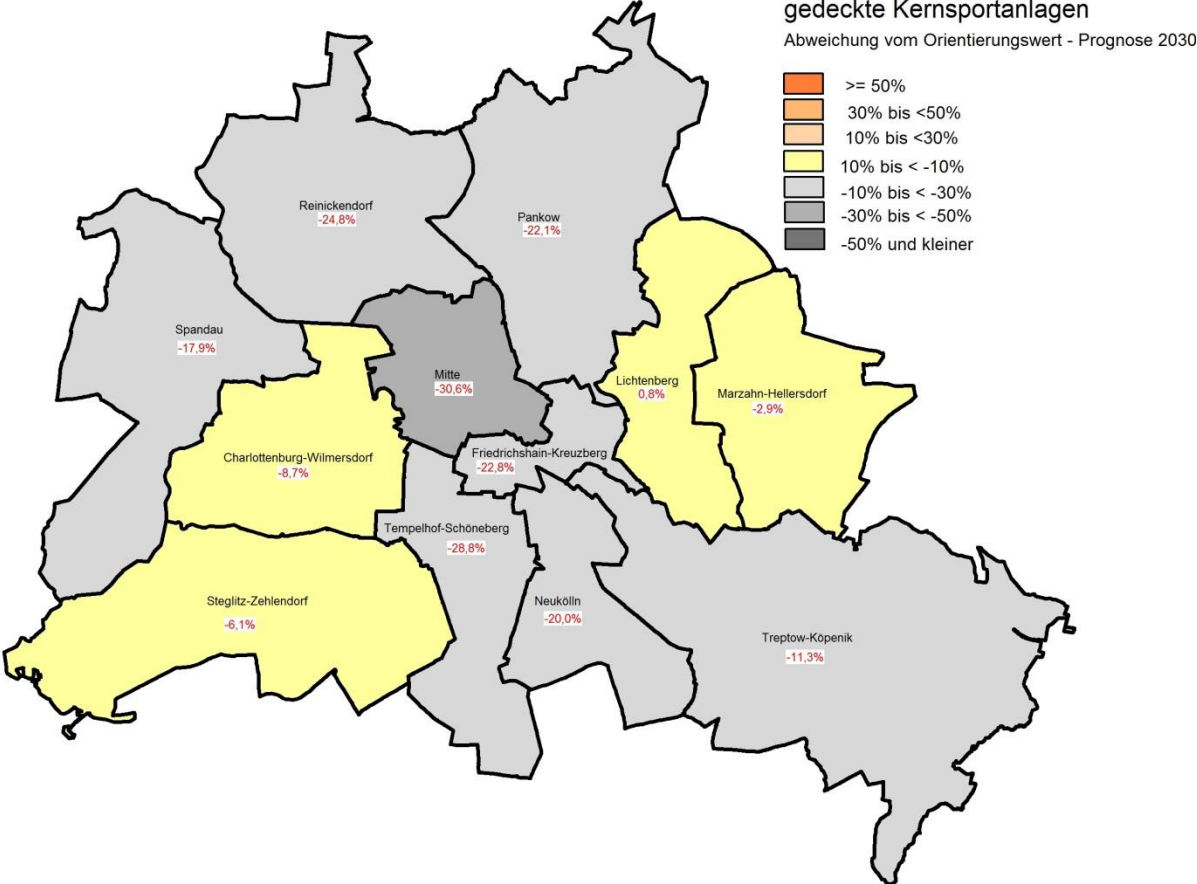 gedeckte Kernsportanlagen
Abweichung vom Orientierungswert - Prognose 2030
>= 50%
30% bis <50%
10% bis <30%
10% bis < -10%
-10% bis < -30%
-30% bis < -50%
-50% und kleiner
Reinickendorf
-24,8%
Pankow
-22,1%
Spandau
-17,9%
Mitte
-30,6%
Lichtenberg
0,8%
Marzahn-Hellersdorf
-2,9%
Charlottenburg-Wilmersdorf
-8,7%
Friedrichshain-Kreuzberg
-22,8%
Tempelhof-Schöneberg
-28,8%
Steglitz-Zehlendorf
-6,1%
Neukölln
-20,0%
Treptow-Köpenik
-11,3%